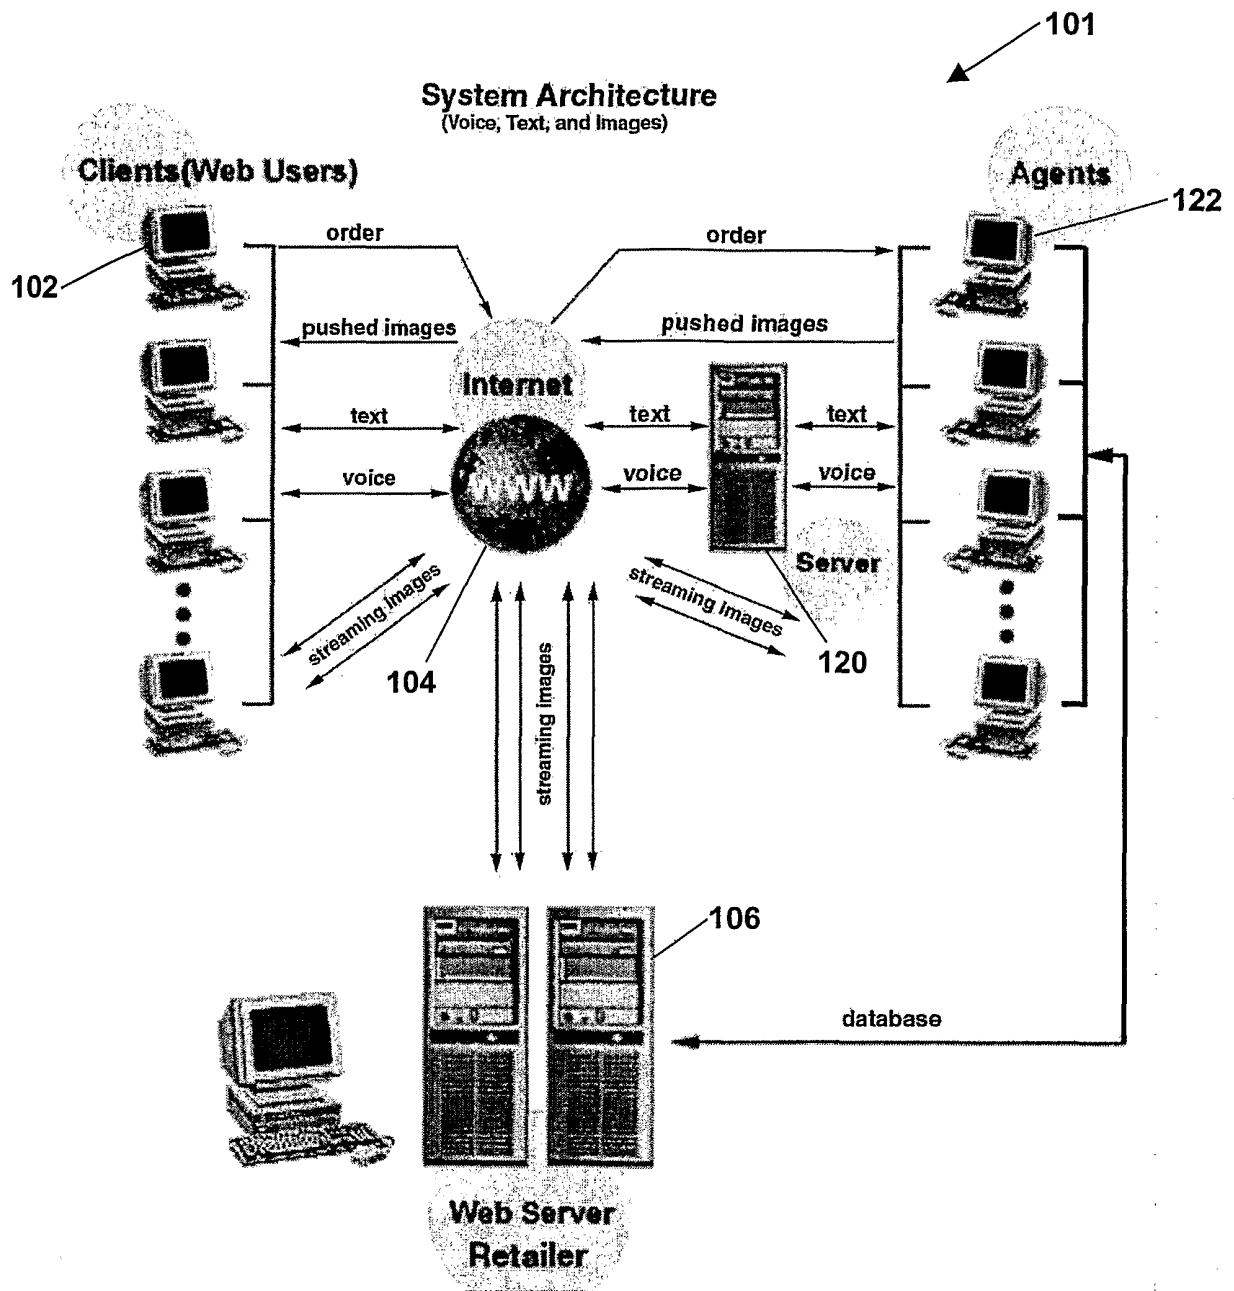 101
System Architecture
(Voice, Text, and Images)
Clients(Web Users)
Agents
122
102
order
order
pushed images
pushed images
Internet
text
text
text
voice
WWW
voice
voice
Server
streaming images
streaming images
104
120
streaming images
106
database
Web Server
Retailer